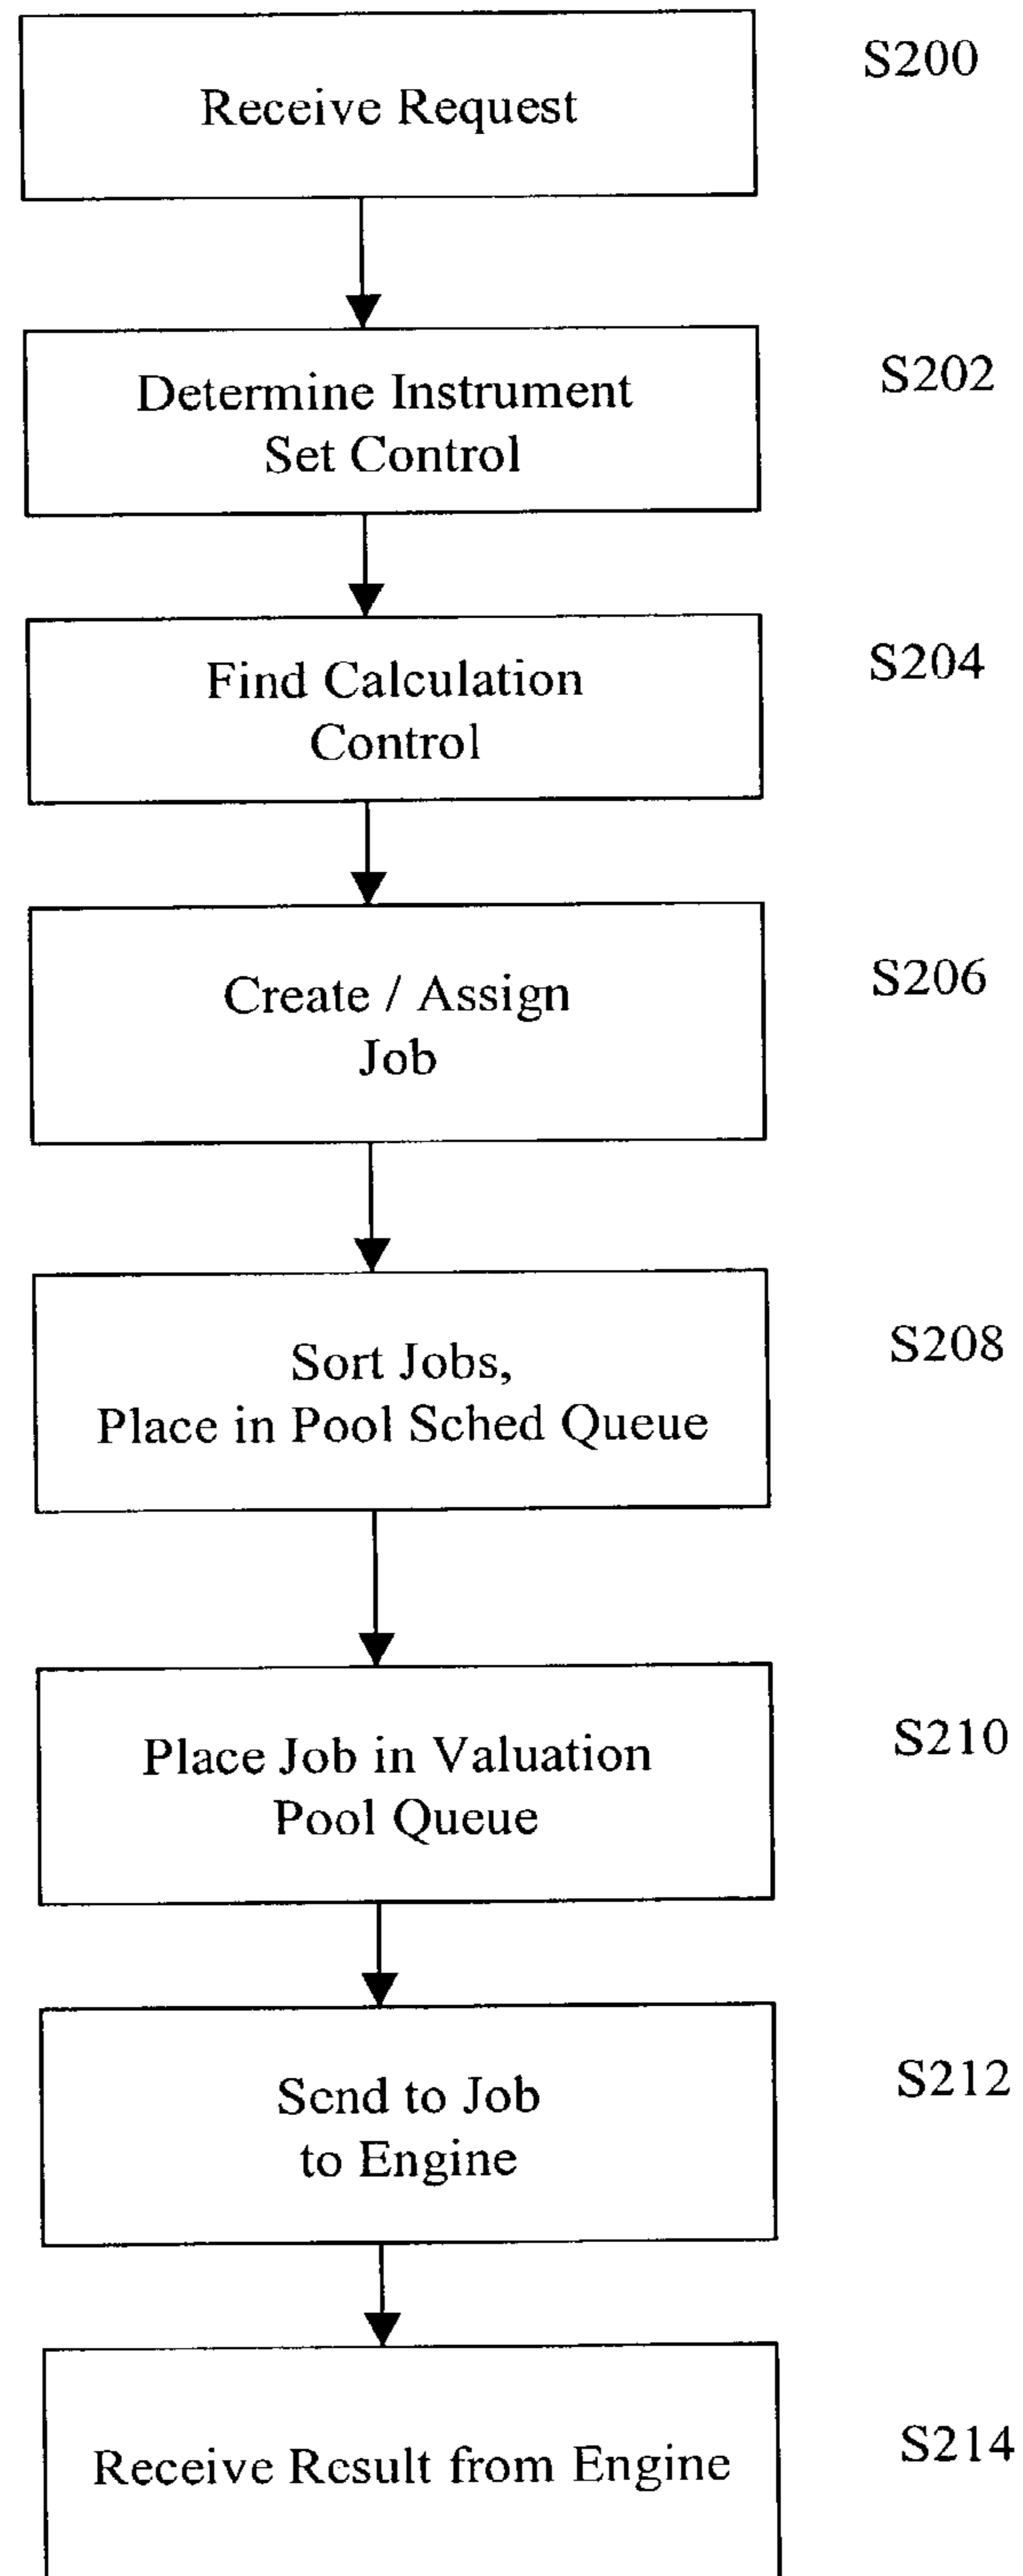 Receive Request
S200
Determine Instrument
Set Control
S202
Find Calculation
Control
S204
Create / Assign
Job
S206
Sort Jobs,
Place in Pool Sched Queue
S208
Place Job in Valuation
Pool Queue
S210
Send to Job
to Engine
S212
Receive Result from Engine
S214